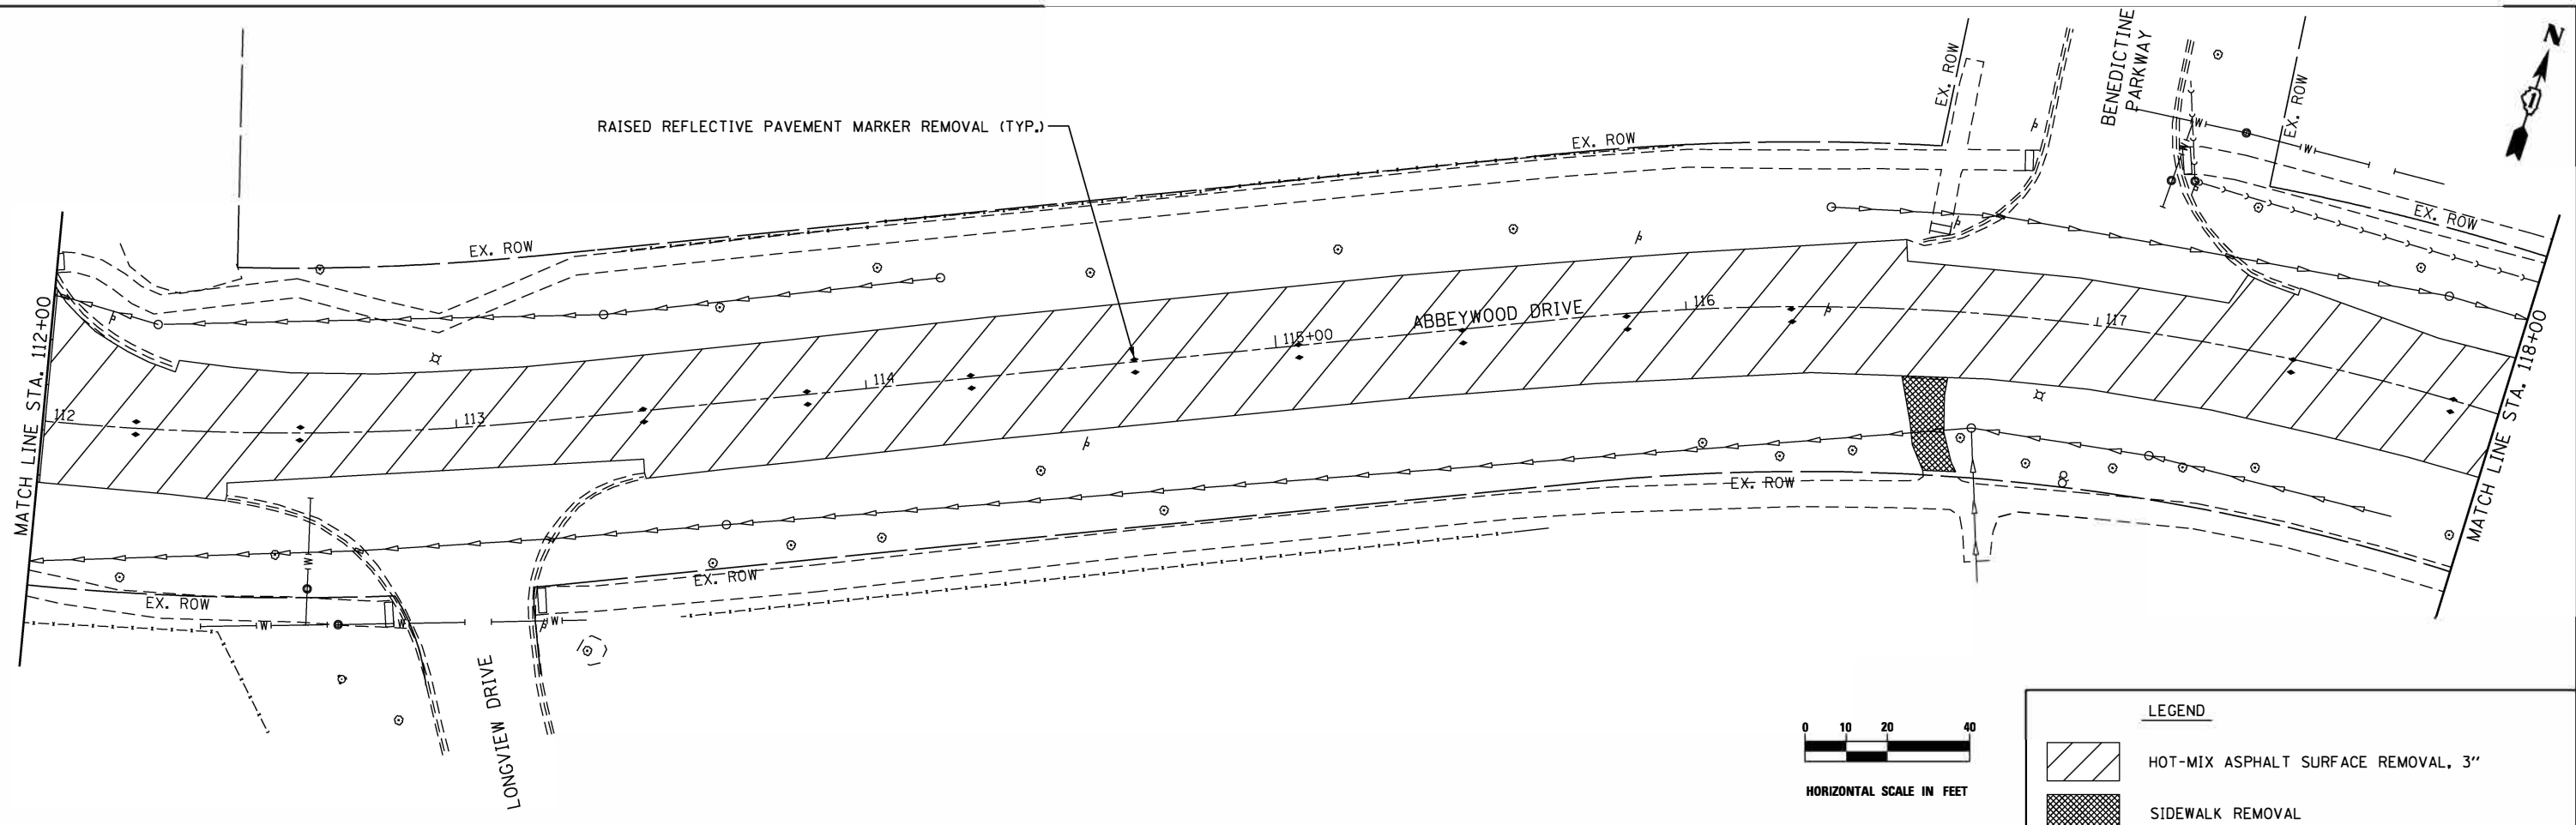 BENEDICTINE
PARKWAY
N
EX. ROW
EX. ROW
RAISED REFLECTIVE PAVEMENT MARKER REMOVAL (TYP.)
EX. ROW
W
W
EX. ROW
EX. ROW
ABBEYWOOD DRIVE
MATCH LINE STA. 112+00
112
113
114
115+00
116
117
MATCH LINE STA. 118+00
EX. ROW
EX. ROW
EX. ROW
W
W
W
W
LONGVIEW DRIVE
0 10 20 40
HORIZONTAL SCALE IN FEET
LEGEND
HOT-MIX ASPHALT SURFACE REMOVAL, 3"
SIDEWALK REMOVAL